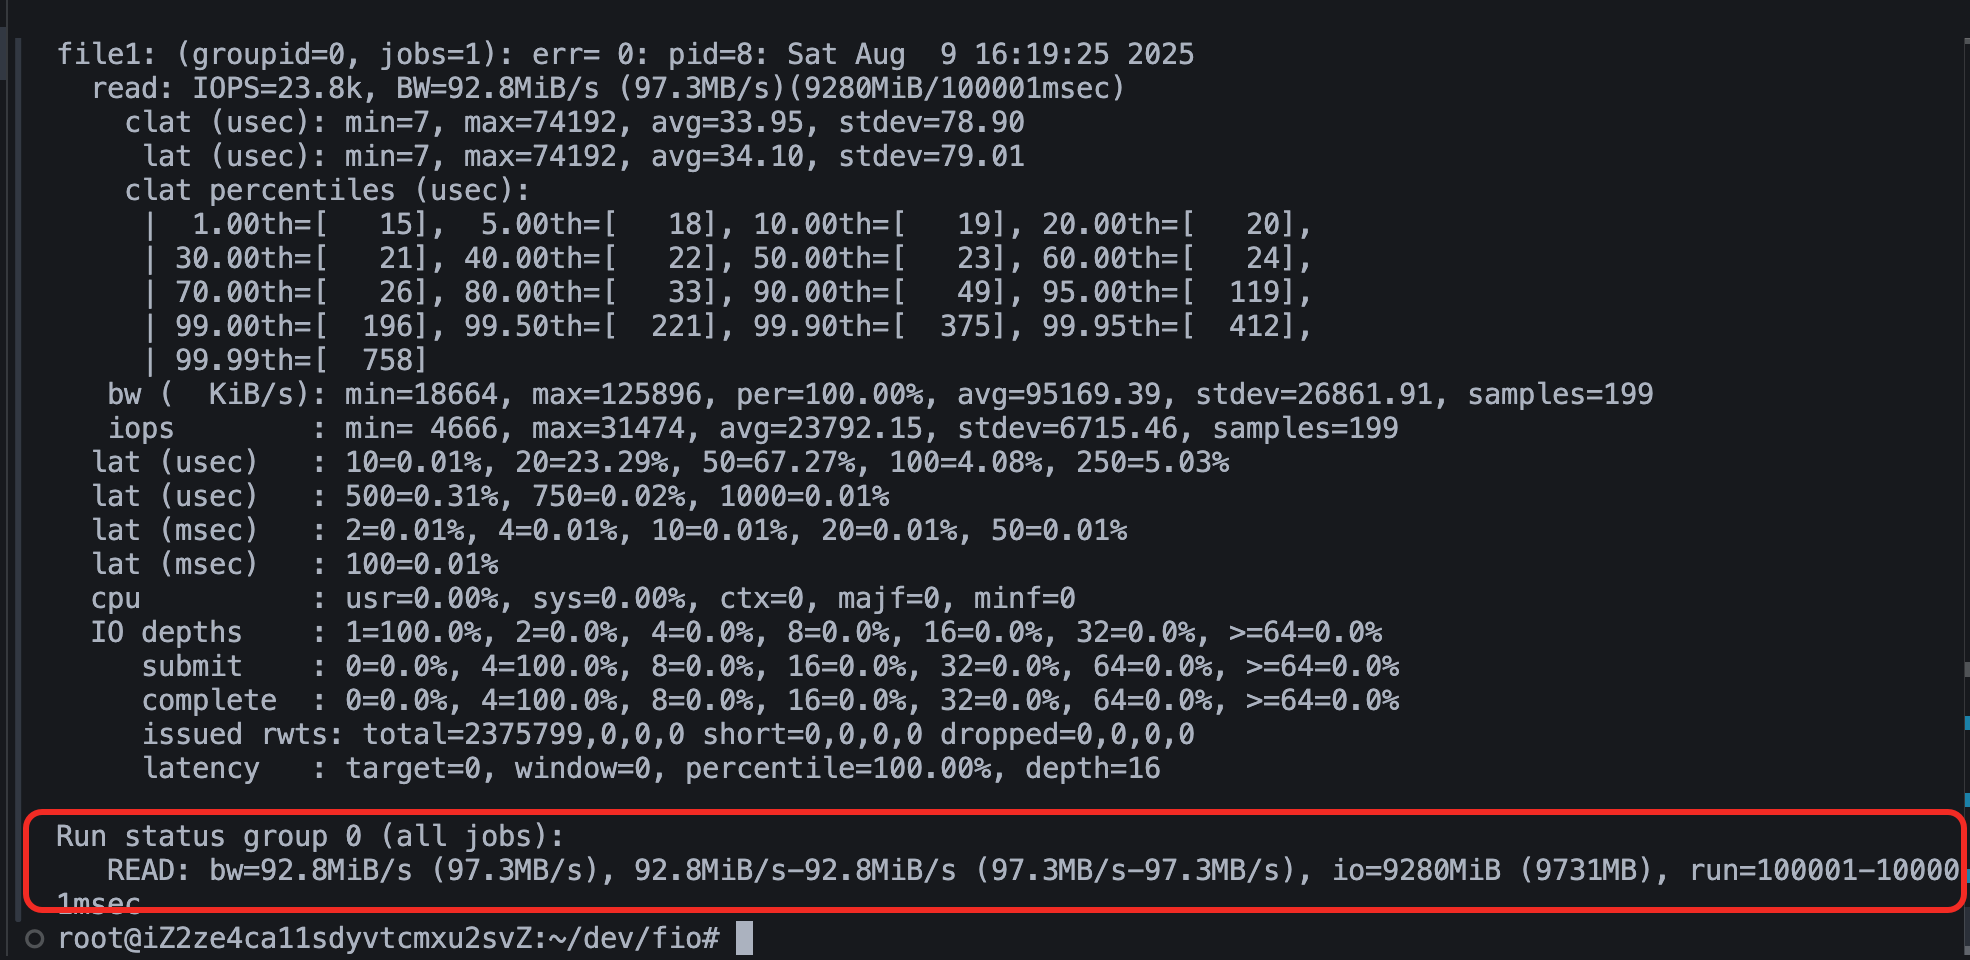 file1: (groupid=0, jobs=1): err= 0: pid=8: Sat Aug  9 16:19:25 2025
  read: IOPS=23.8k, BW=92.8MiB/s (97.3MB/s)(9280MiB/100001msec)
    clat (usec): min=7, max=74192, avg=33.95, stdev=78.90
     lat (usec): min=7, max=74192, avg=34.10, stdev=79.01
    clat percentiles (usec):
     |  1.00th=[   15],  5.00th=[   18], 10.00th=[   19], 20.00th=[   20],
     | 30.00th=[   21], 40.00th=[   22], 50.00th=[   23], 60.00th=[   24],
     | 70.00th=[   26], 80.00th=[   33], 90.00th=[   49], 95.00th=[  119],
     | 99.00th=[  196], 99.50th=[  221], 99.90th=[  375], 99.95th=[  412],
     | 99.99th=[  758]
   bw (  KiB/s): min=18664, max=125896, per=100.00%, avg=95169.39, stdev=26861.91, samples=199
   iops        : min= 4666, max=31474, avg=23792.15, stdev=6715.46, samples=199
  lat (usec)   : 10=0.01%, 20=23.29%, 50=67.27%, 100=4.08%, 250=5.03%
  lat (usec)   : 500=0.31%, 750=0.02%, 1000=0.01%
  lat (msec)   : 2=0.01%, 4=0.01%, 10=0.01%, 20=0.01%, 50=0.01%
  lat (msec)   : 100=0.01%
  cpu          : usr=0.00%, sys=0.00%, ctx=0, majf=0, minf=0
  IO depths    : 1=100.0%, 2=0.0%, 4=0.0%, 8=0.0%, 16=0.0%, 32=0.0%, >=64=0.0%
     submit    : 0=0.0%, 4=100.0%, 8=0.0%, 16=0.0%, 32=0.0%, 64=0.0%, >=64=0.0%
     complete  : 0=0.0%, 4=100.0%, 8=0.0%, 16=0.0%, 32=0.0%, 64=0.0%, >=64=0.0%
     issued rwts: total=2375799,0,0,0 short=0,0,0,0 dropped=0,0,0,0
     latency   : target=0, window=0, percentile=100.00%, depth=16
Run status group 0 (all jobs):
   READ: bw=92.8MiB/s (97.3MB/s), 92.8MiB/s-92.8MiB/s (97.3MB/s-97.3MB/s), io=9280MiB (9731MB), run=100001-10000
1msec
root@iZ2ze4ca11sdyvtcmxu2svZ:~/dev/fio#